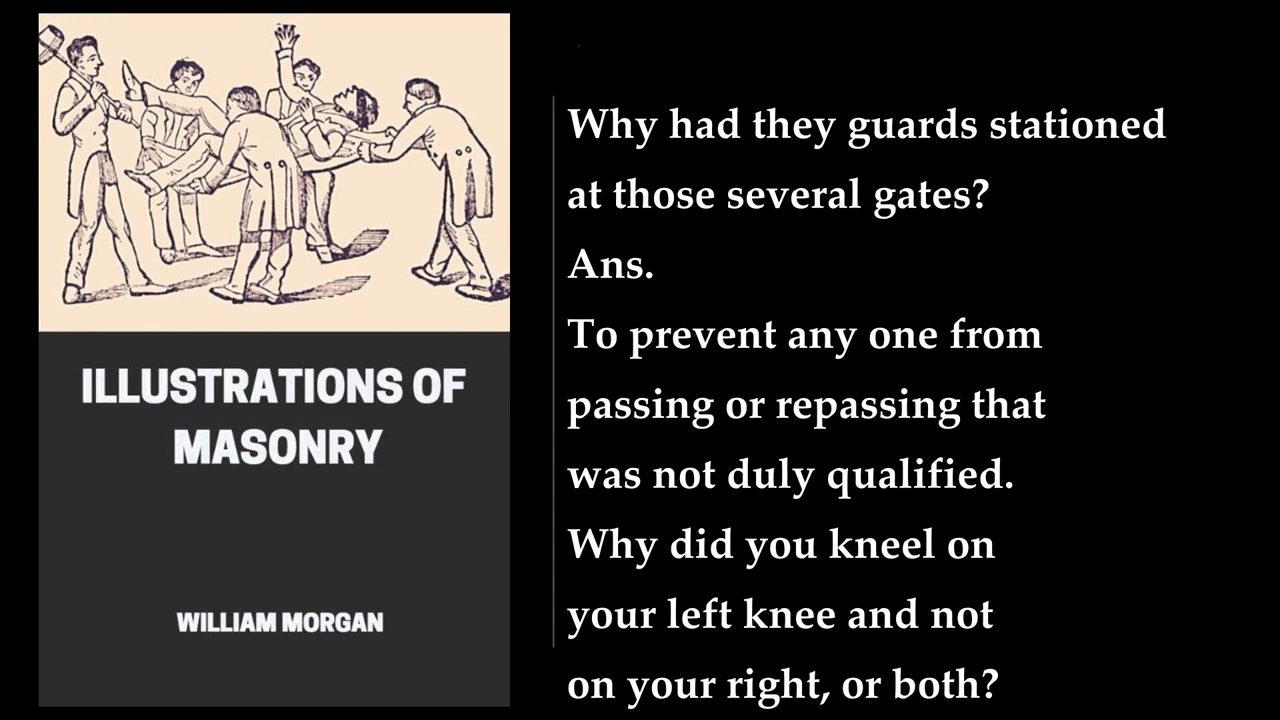 ILLUSTRATIONS OF
MASONRY
WILLIAM MORGAN
Why had they guards stationed
at those several gates?
Ans.
To prevent any one from
passing or repassing that
was not duly qualified.
Why did you kneel on
your left knee and not
on your right, or both?